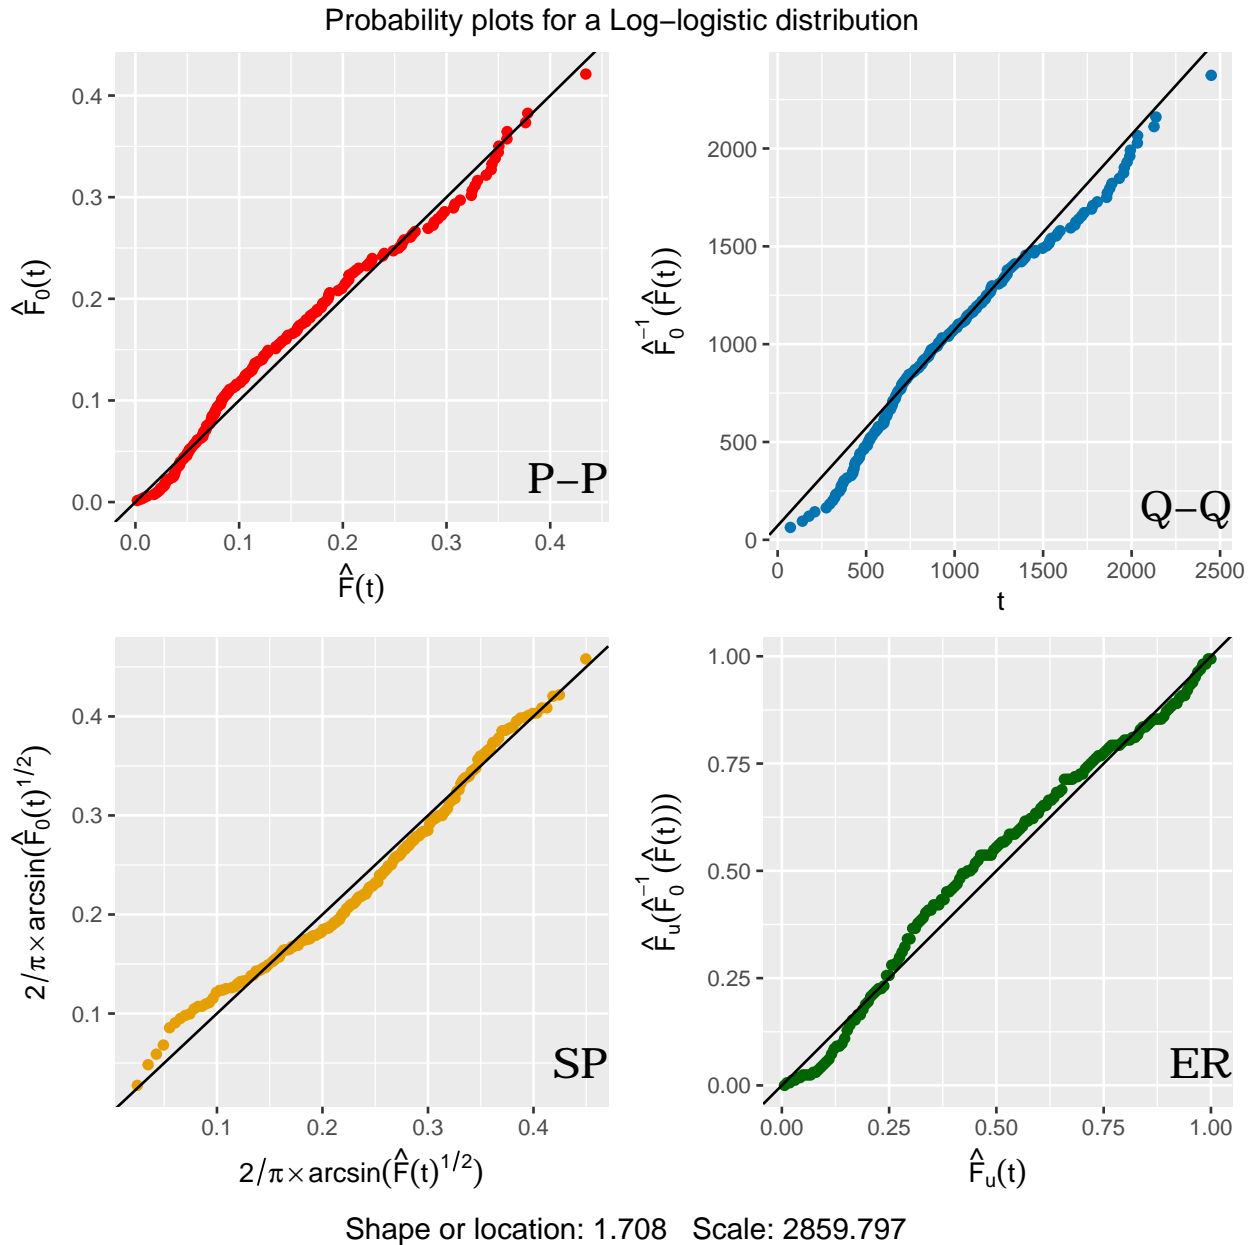 Probability plots for a Log−logistic distribution
F̂₀(t)
0.4
0.3
0.2
0.1
0.0
P−P
0.0 0.1 0.2 0.3 0.4
F̂(t)
F̂₀⁻¹(F̂(t))
2000
1500
1000
500
0
Q−Q
0 500 1000 1500 2000 2500
t
2/π×arcsin(F̂₀(t)^1/2)
0.4
0.3
0.2
0.1
SP
0.1 0.2 0.3 0.4
2/π×arcsin(F̂(t)^1/2)
F̂ᵤ(F̂₀⁻¹(F̂(t)))
1.00
0.75
0.50
0.25
0.00
ER
0.00 0.25 0.50 0.75 1.00
F̂ᵤ(t)
Shape or location: 1.708 Scale: 2859.797